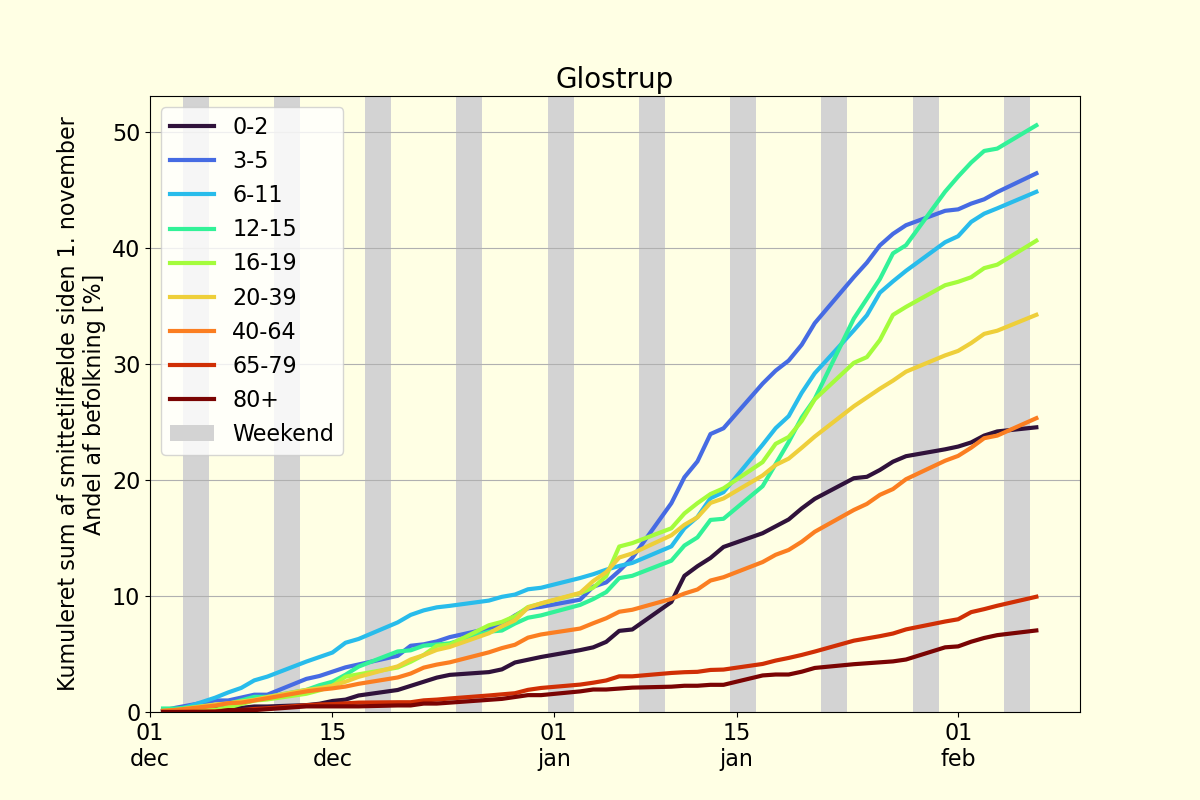 Glostrup
Kumuleret sum af smittetilfælde siden 1. november
Andel af befolkning [%]
50
40
30
20
10
0
0-2
3-5
6-11
12-15
16-19
20-39
40-64
65-79
80+
Weekend
01 15 01 15 01
dec dec jan jan feb